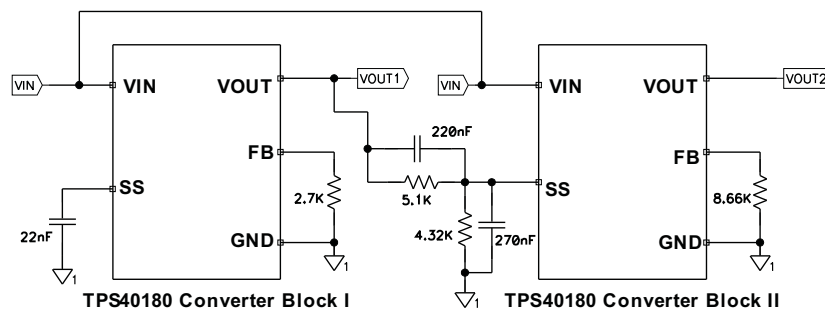 VIN
VIN
VOUT
VOUT1
FB
SS
GND
2.7K
22nF
1
1
TPS40180 Converter Block I
220nF
5.1K
4.32K
270nF
1
VIN
VIN
VOUT
VOUT2
FB
SS
GND
8.66K
1
TPS40180 Converter Block II